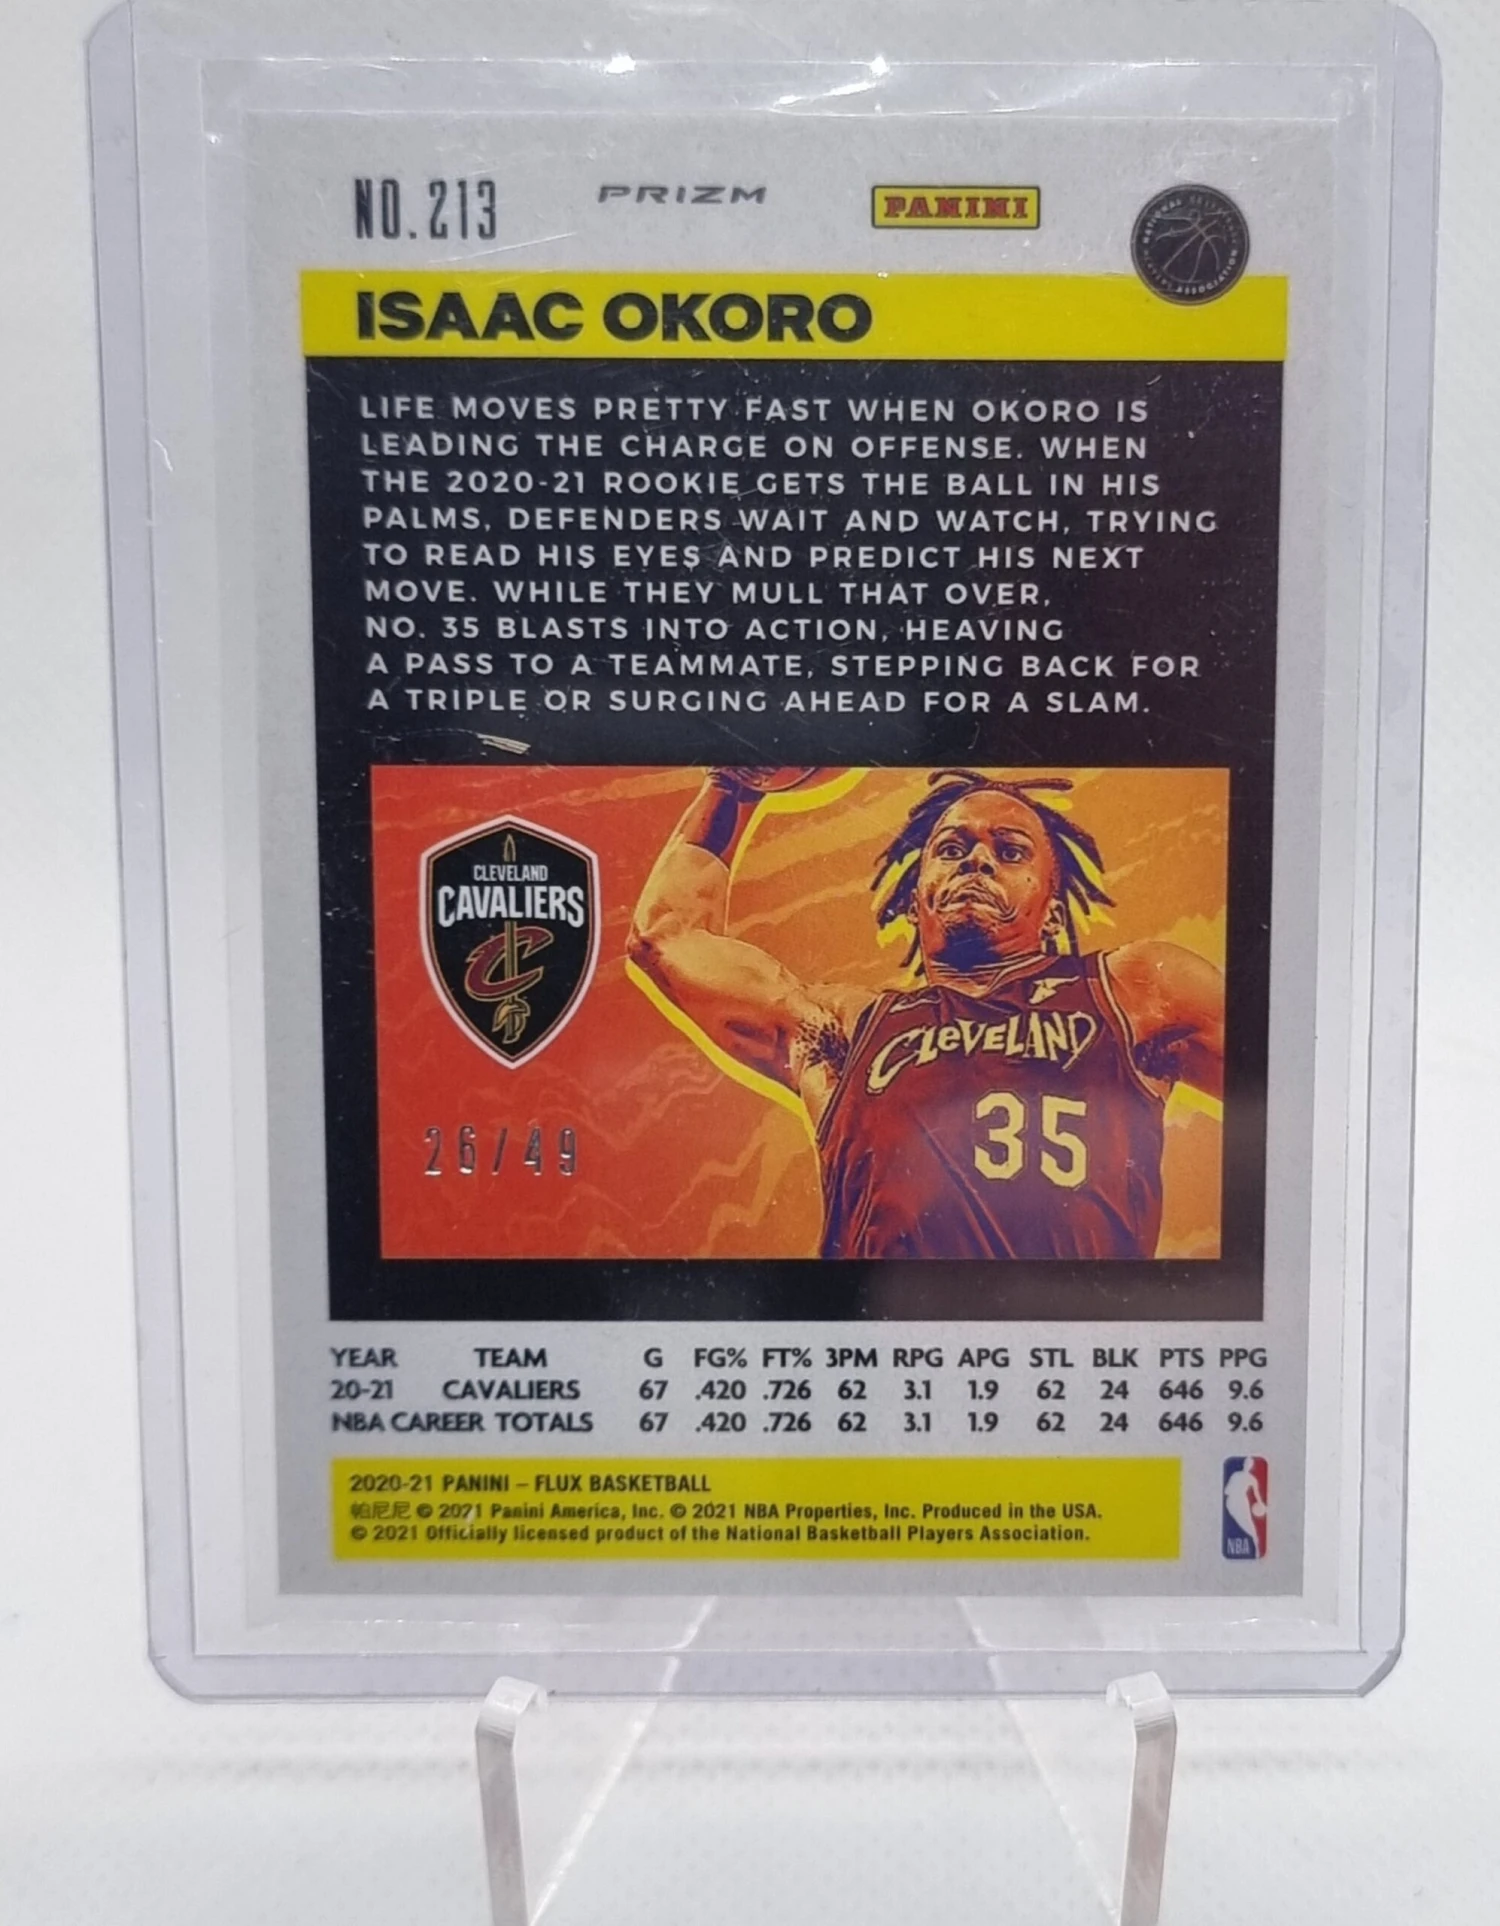 NO.213 PRIZM PANINI
NATIONAL BASKETBALL PLAYERS ASSOCIATION
ISAAC OKORO
LIFE MOVES PRETTY FAST WHEN OKORO IS
LEADING THE CHARGE ON OFFENSE. WHEN
THE 2020-21 ROOKIE GETS THE BALL IN HIS
PALMS, DEFENDERS WAIT AND WATCH, TRYING
TO READ HIS EYES AND PREDICT HIS NEXT
MOVE. WHILE THEY MULL THAT OVER,
NO. 35 BLASTS INTO ACTION, HEAVING
A PASS TO A TEAMMATE, STEPPING BACK FOR
A TRIPLE OR SURGING AHEAD FOR A SLAM.
CLEVELAND
CAVALIERS
C
CLEVELAND
35
26/49
YEAR TEAM G FG% FT% 3PM RPG APG STL BLK PTS PPG
20-21 CAVALIERS 67 .420 .726 62 3.1 1.9 62 24 646 9.6
NBA CAREER TOTALS 67 .420 .726 62 3.1 1.9 62 24 646 9.6
2020-21 PANINI – FLUX BASKETBALL
帕尼尼 © 2021 Panini America, Inc. © 2021 NBA Properties, Inc. Produced in the USA.
© 2021 Officially licensed product of the National Basketball Players Association.
NBA